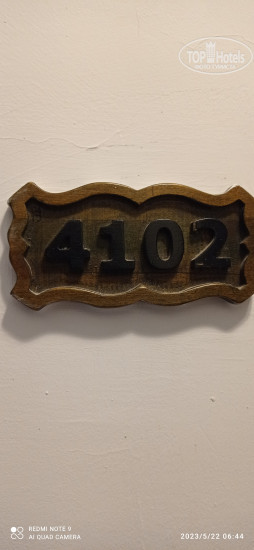 TOP Hotels
4102
REDMI NOTE 9
AI QUAD CAMERA
2023/5/22 06:44